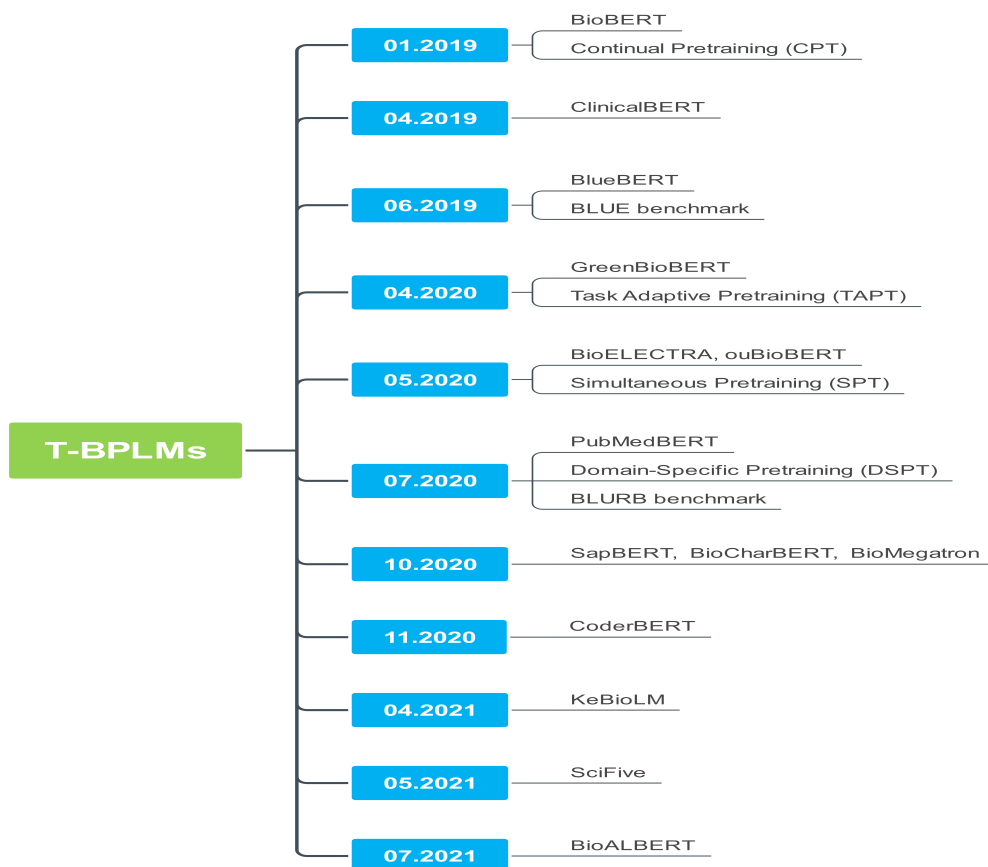 T-BPLMs
01.2019
BioBERT
Continual Pretraining (CPT)
04.2019
ClinicalBERT
06.2019
BlueBERT
BLUE benchmark
04.2020
GreenBioBERT
Task Adaptive Pretraining (TAPT)
05.2020
BioELECTRA, ouBioBERT
Simultaneous Pretraining (SPT)
07.2020
PubMedBERT
Domain-Specific Pretraining (DSPT)
BLURB benchmark
10.2020
SapBERT, BioCharBERT, BioMegatron
11.2020
CoderBERT
04.2021
KeBioLM
05.2021
SciFive
07.2021
BioALBERT